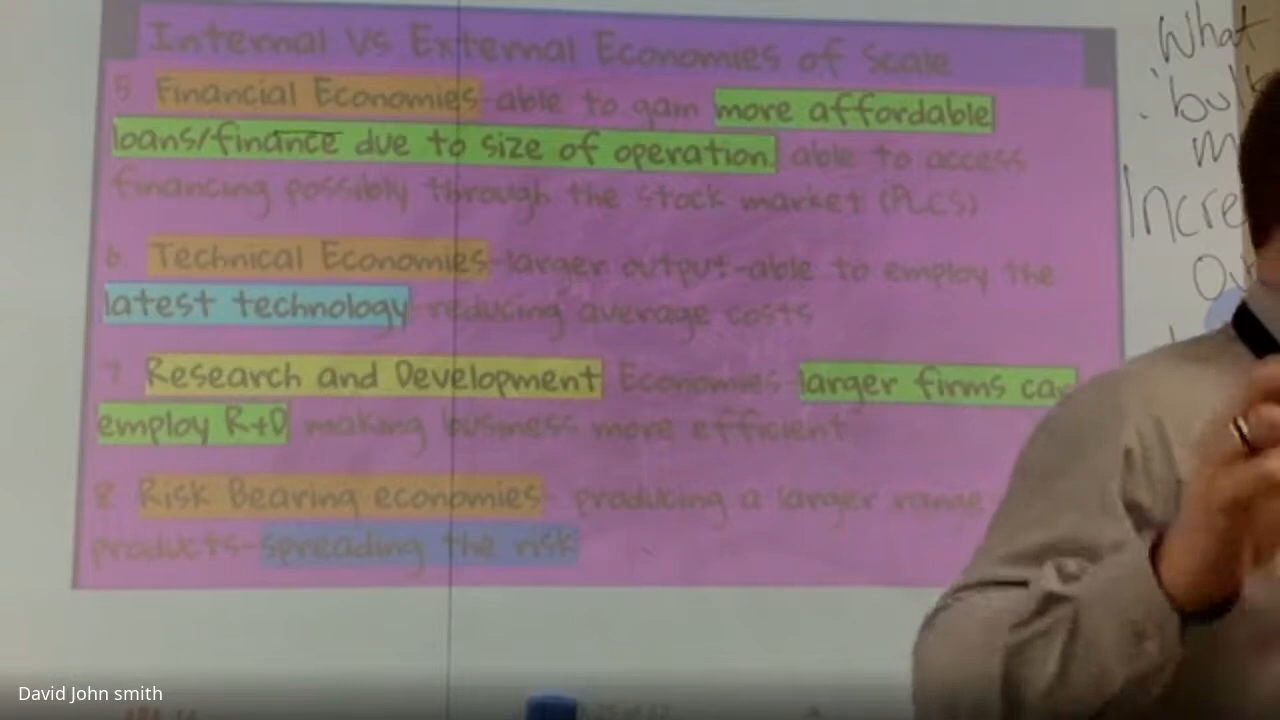 Internal Vs External Economies of Scale
5 Financial Economies-able to gain more affordable
loans/finance due to size of operation. able to access
financing possibly through the stock market (PLCS)
6. Technical Economies-larger output-able to employ the
latest technology reducing average costs
7 Research and Development Economies larger firms ca
employ R+D making business more efficient
8 Risk Bearing economies- producing a larger range
products-spreading the risk
What
bulk
Incre
David John smith